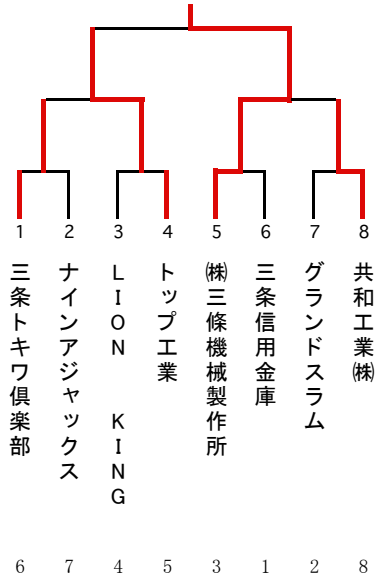 1 2 3 4 5 6 7 8
三条トキワ倶楽部
ナインアジャックス
LION KING
トップ工業
㈱三條機械製作所
三条信用金庫
グランドスラム
共和工業㈱
6 7 4 5 3 1 2 8